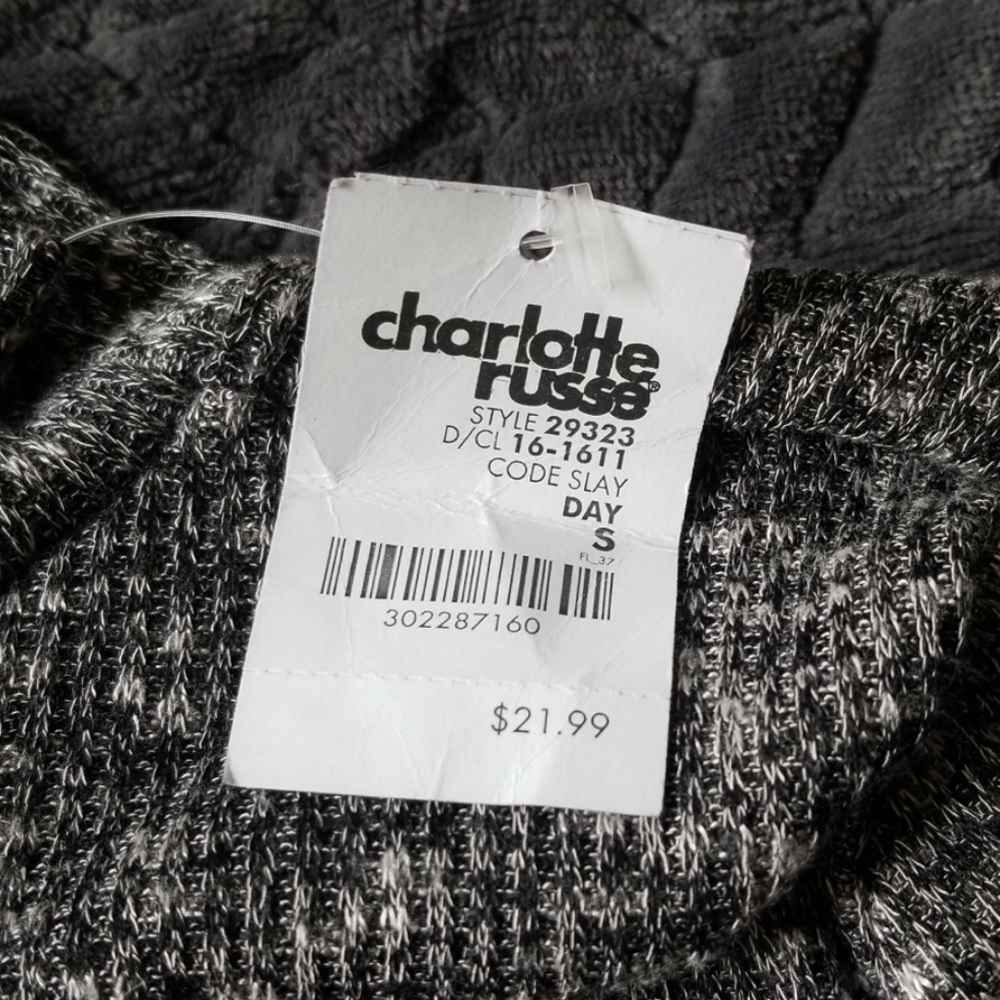 charlotte
russe®
STYLE 29323
D/CL 16-1611
CODE SLAY
DAY
S
FL_37
302287160
$21.99